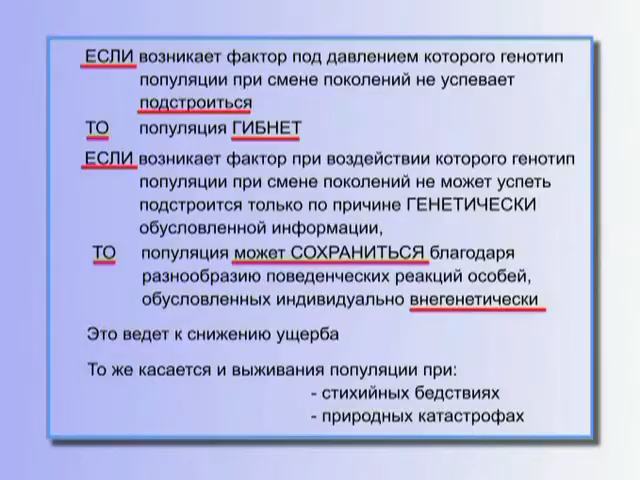 ЕСЛИ возникает фактор под давлением которого генотип
популяции при смене поколений не успевает
подстроиться
ТО популяция ГИБНЕТ
ЕСЛИ возникает фактор при воздействии которого генотип
популяции при смене поколений не может успеть
подстроится только по причине ГЕНЕТИЧЕСКИ
обусловленной информации,
ТО популяция может СОХРАНИТЬСЯ благодаря
разнообразию поведенческих реакций особей,
обусловленных индивидуально внегенетически
Это ведет к снижению ущерба
То же касается и выживания популяции при:
- стихийных бедствиях
- природных катастрофах